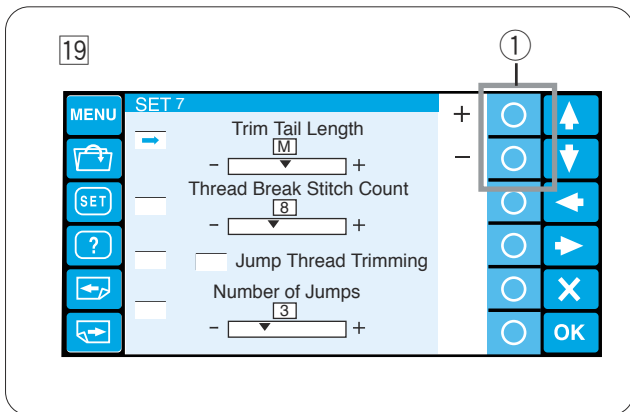 19
①
MENU
SET 7
+
Trim Tail Length
M
- +
−
Thread Break Stitch Count
SET
8
- +
?
Jump Thread Trimming
Number of Jumps
3
- +
OK